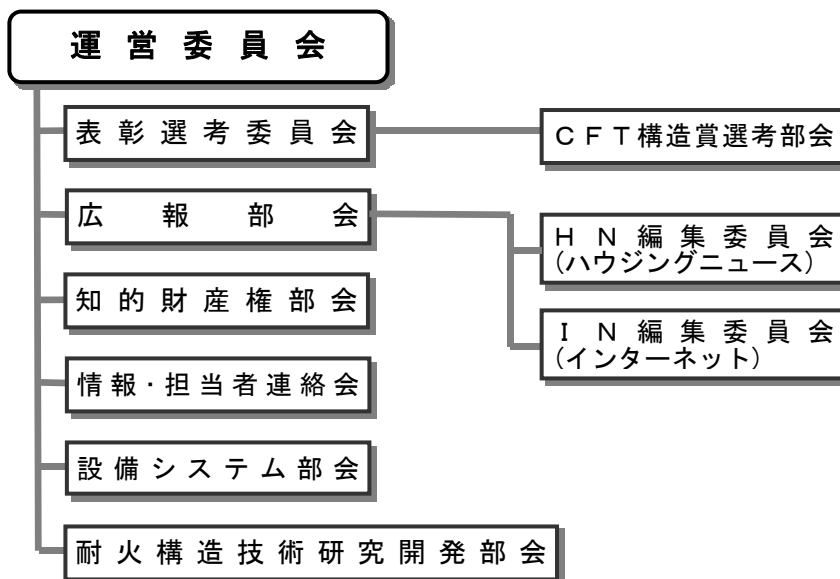 運営委員会
表彰選考委員会
CFT構造賞選考部会
広報部会
HN編集委員会
(ハウジングニュース)
IN編集委員会
(インターネット)
知的財産権部会
情報・担当者連絡会
設備システム部会
耐火構造技術研究開発部会